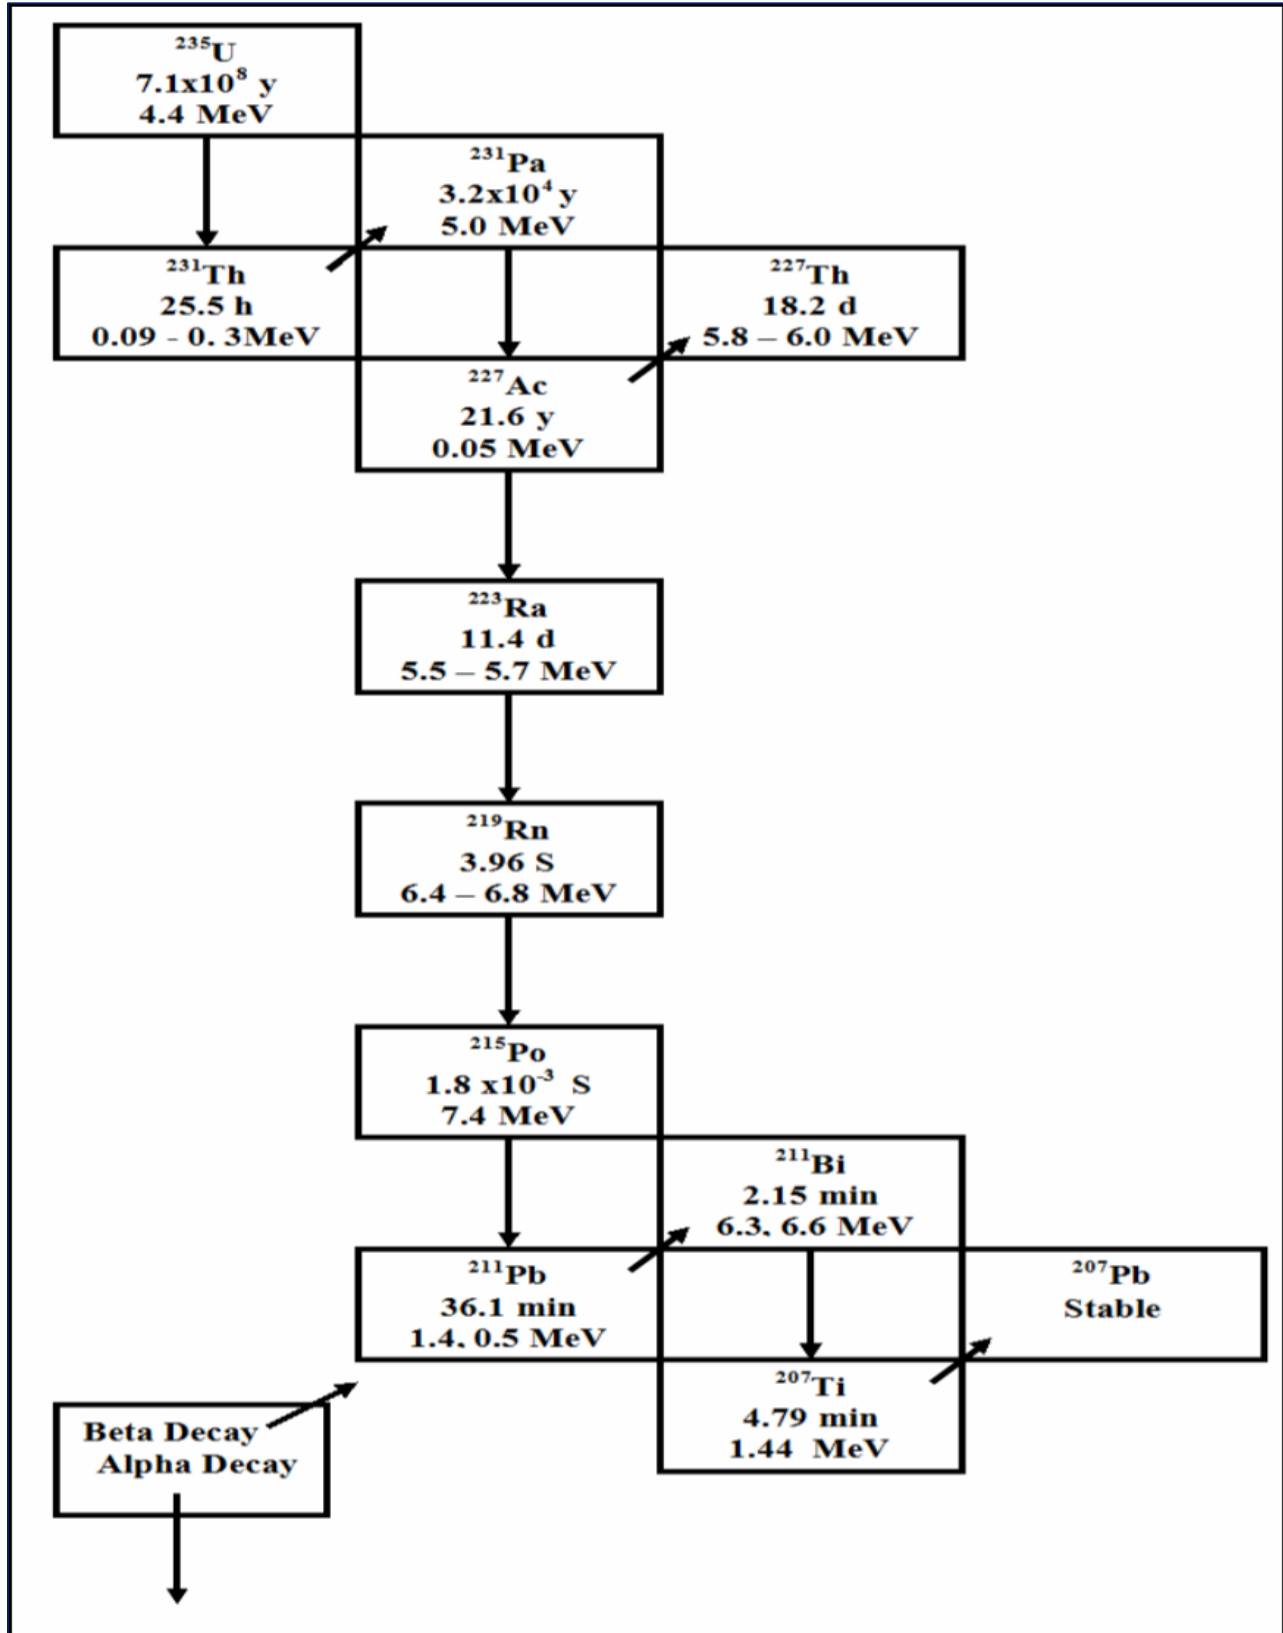 ²³⁵U
7.1x10⁸ y
4.4 MeV
²³¹Pa
3.2x10⁴ y
5.0 MeV
²³¹Th
25.5 h
0.09 - 0. 3MeV
²²⁷Th
18.2 d
5.8 – 6.0 MeV
²²⁷Ac
21.6 y
0.05 MeV
²²³Ra
11.4 d
5.5 – 5.7 MeV
²¹⁹Rn
3.96 S
6.4 – 6.8 MeV
²¹⁵Po
1.8 x10⁻³ S
7.4 MeV
²¹¹Bi
2.15 min
6.3, 6.6 MeV
²¹¹Pb
36.1 min
1.4, 0.5 MeV
²⁰⁷Pb
Stable
²⁰⁷Ti
4.79 min
1.44 MeV
Beta Decay
Alpha Decay